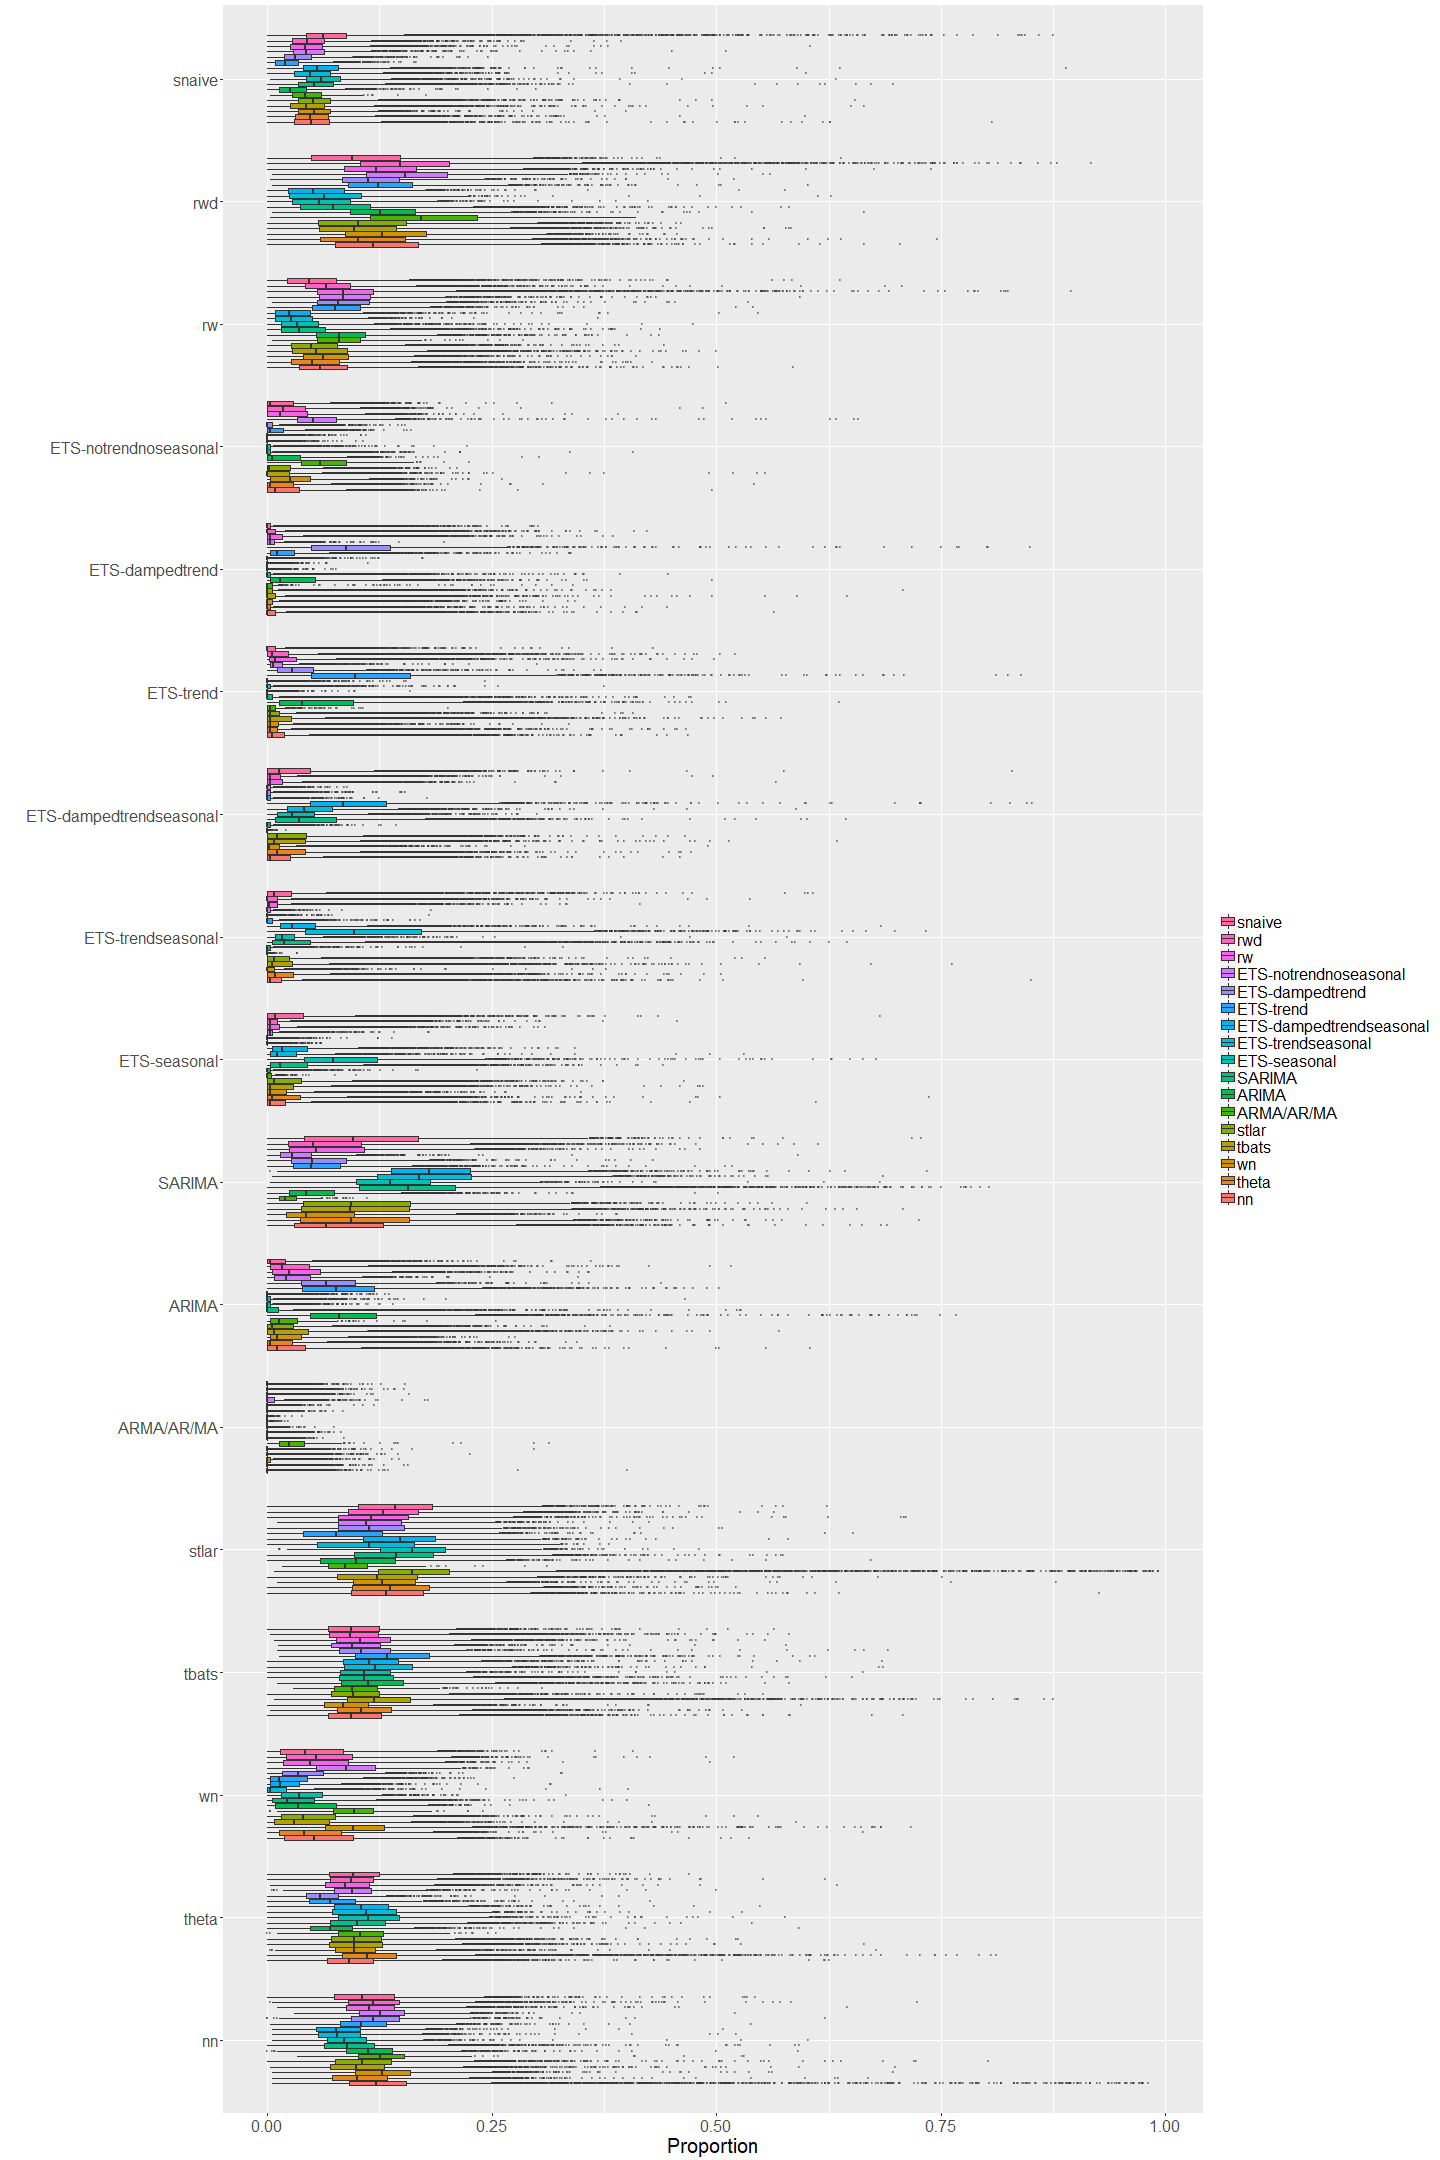 snaive
rwd
rw
ETS-notrendnoseasonal
ETS-dampedtrend
ETS-trend
ETS-dampedtrendseasonal
ETS-trendseasonal
ETS-seasonal
SARIMA
ARIMA
ARMA/AR/MA
stlar
tbats
wn
theta
nn
0.00 0.25 0.50 0.75 1.00
Proportion
snaive
rwd
rw
ETS-notrendnoseasonal
ETS-dampedtrend
ETS-trend
ETS-dampedtrendseasonal
ETS-trendseasonal
ETS-seasonal
SARIMA
ARIMA
ARMA/AR/MA
stlar
tbats
wn
theta
nn